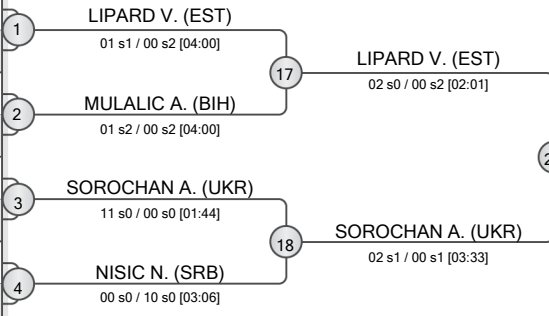 1
LIPARD V. (EST)
01 s1 / 00 s2 [04:00]
17
LIPARD V. (EST)
02 s0 / 00 s2 [02:01]
2
MULALIC A. (BIH)
01 s2 / 00 s2 [04:00]
3
SOROCHAN A. (UKR)
11 s0 / 00 s0 [01:44]
18
SOROCHAN A. (UKR)
02 s1 / 00 s1 [03:33]
4
NISIC N. (SRB)
00 s0 / 10 s0 [03:06]